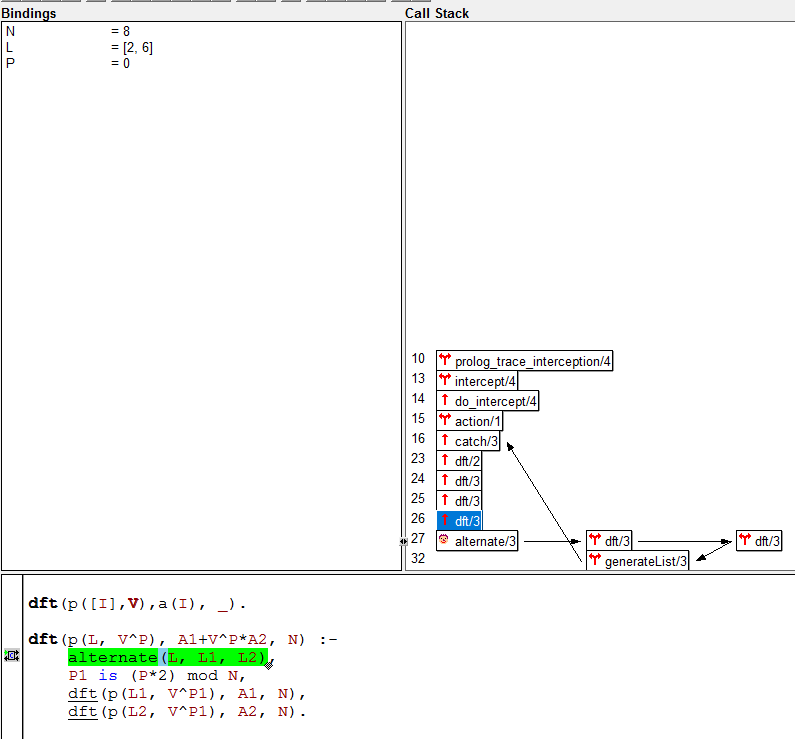 Bindings
N = 8
L = [2, 6]
P = 0
Call Stack
10 prolog_trace_interception/4
13 intercept/4
14 do_intercept/4
15 action/1
16 catch/3
23 dft/2
24 dft/3
25 dft/3
26 dft/3
27 alternate/3 dft/3 dft/3
32 generateList/3
dft(p([I],V),a(I), _).
dft(p(L, V^P), A1+V^P*A2, N) :-
alternate(L, L1, L2),
P1 is (P*2) mod N,
dft(p(L1, V^P1), A1, N),
dft(p(L2, V^P1), A2, N).